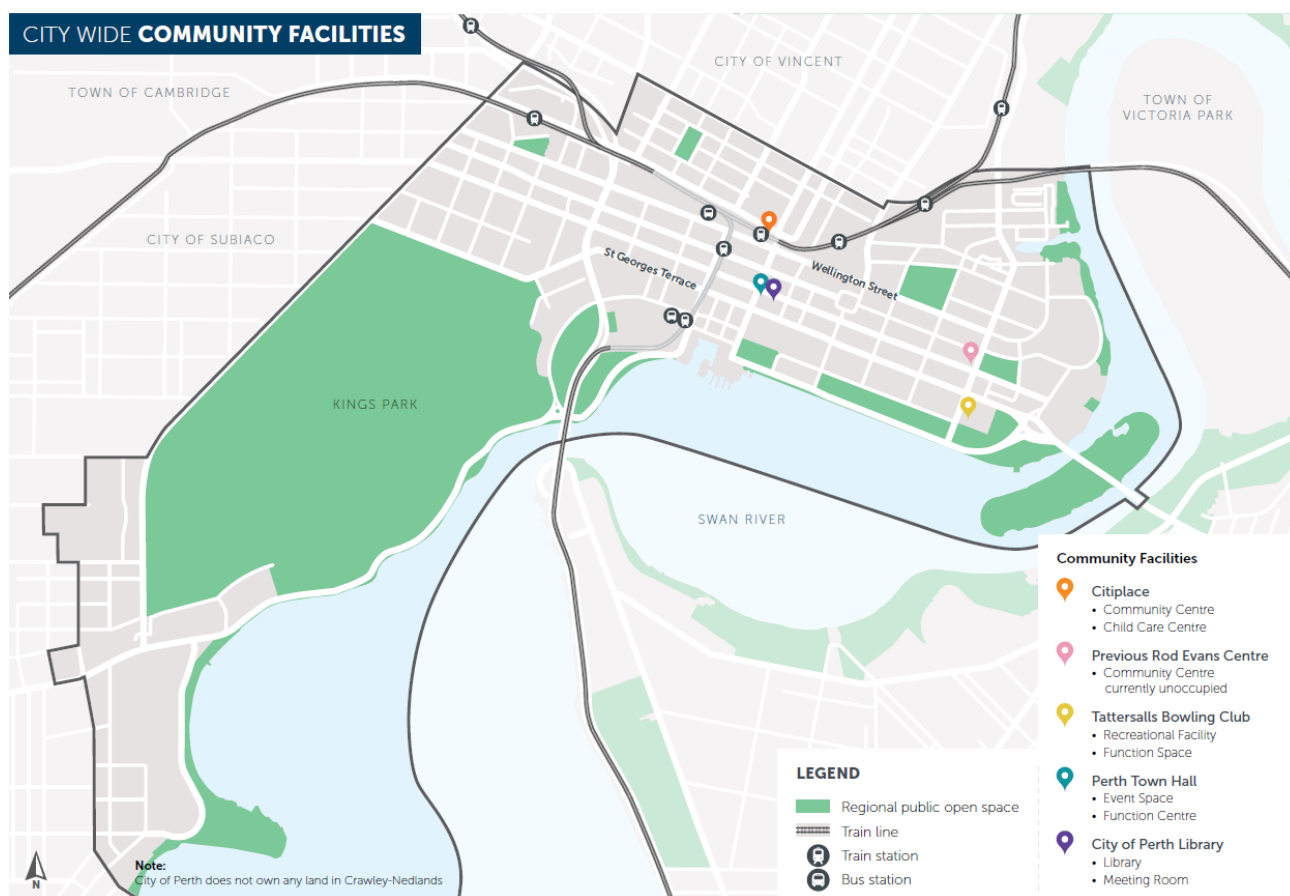 CITY WIDE COMMUNITY FACILITIES
CITY OF VINCENT
TOWN OF CAMBRIDGE
TOWN OF
VICTORIA PARK
CITY OF SUBIACO
St Georges Terrace
Wellington Street
KINGS PARK
SWAN RIVER
Community Facilities
Citiplace
• Community Centre
• Child Care Centre
Previous Rod Evans Centre
• Community Centre
currently unoccupied
Tattersalls Bowling Club
• Recreational Facility
• Function Space
Perth Town Hall
• Event Space
• Function Centre
City of Perth Library
• Library
• Meeting Room
LEGEND
Regional public open space
Train line
Train station
Bus station
N
Note:
City of Perth does not own any land in Crawley-Nedlands